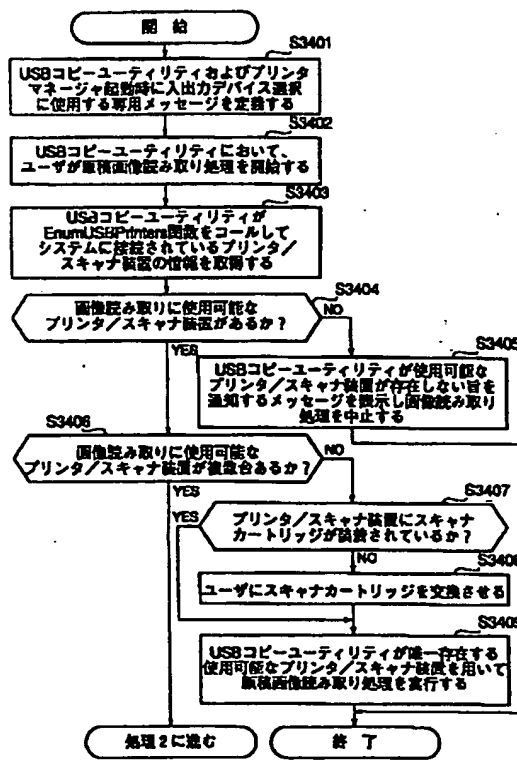 開 始
S3401
USBコピーユーティリティおよびプリンタ
マネージャ起動時に入出力デバイス選択
に使用する専用メッセージを定義する
S3402
USBコピーユーティリティにおいて、
ユーザが原稿画像読み取り処理を開始する
S3403
USBコピーユーティリティが
EnumUSBPrinters関数をコールして
システムに接続されているプリンタ/
スキャナ装置の情報を取得する
S3404
画像読み取りに使用可能な
プリンタ/スキャナ装置があるか?
NO
YES
S3405
USBコピーユーティリティが使用可能な
プリンタ/スキャナ装置が存在しない旨を
通知するメッセージを表示し画像読み取り
処理を中止する
S3406
画像読み取りに使用可能な
プリンタ/スキャナ装置が複数台あるか?
NO
YES
S3407
プリンタ/スキャナ装置にスキャナ
カートリッジが装着されているか?
YES
NO
S3408
ユーザにスキャナカートリッジを交換させる
S3409
USBコピーユーティリティが唯一存在する
使用可能なプリンタ/スキャナ装置を用いて
原稿画像読み取り処理を実行する
処理2に進む
終 了